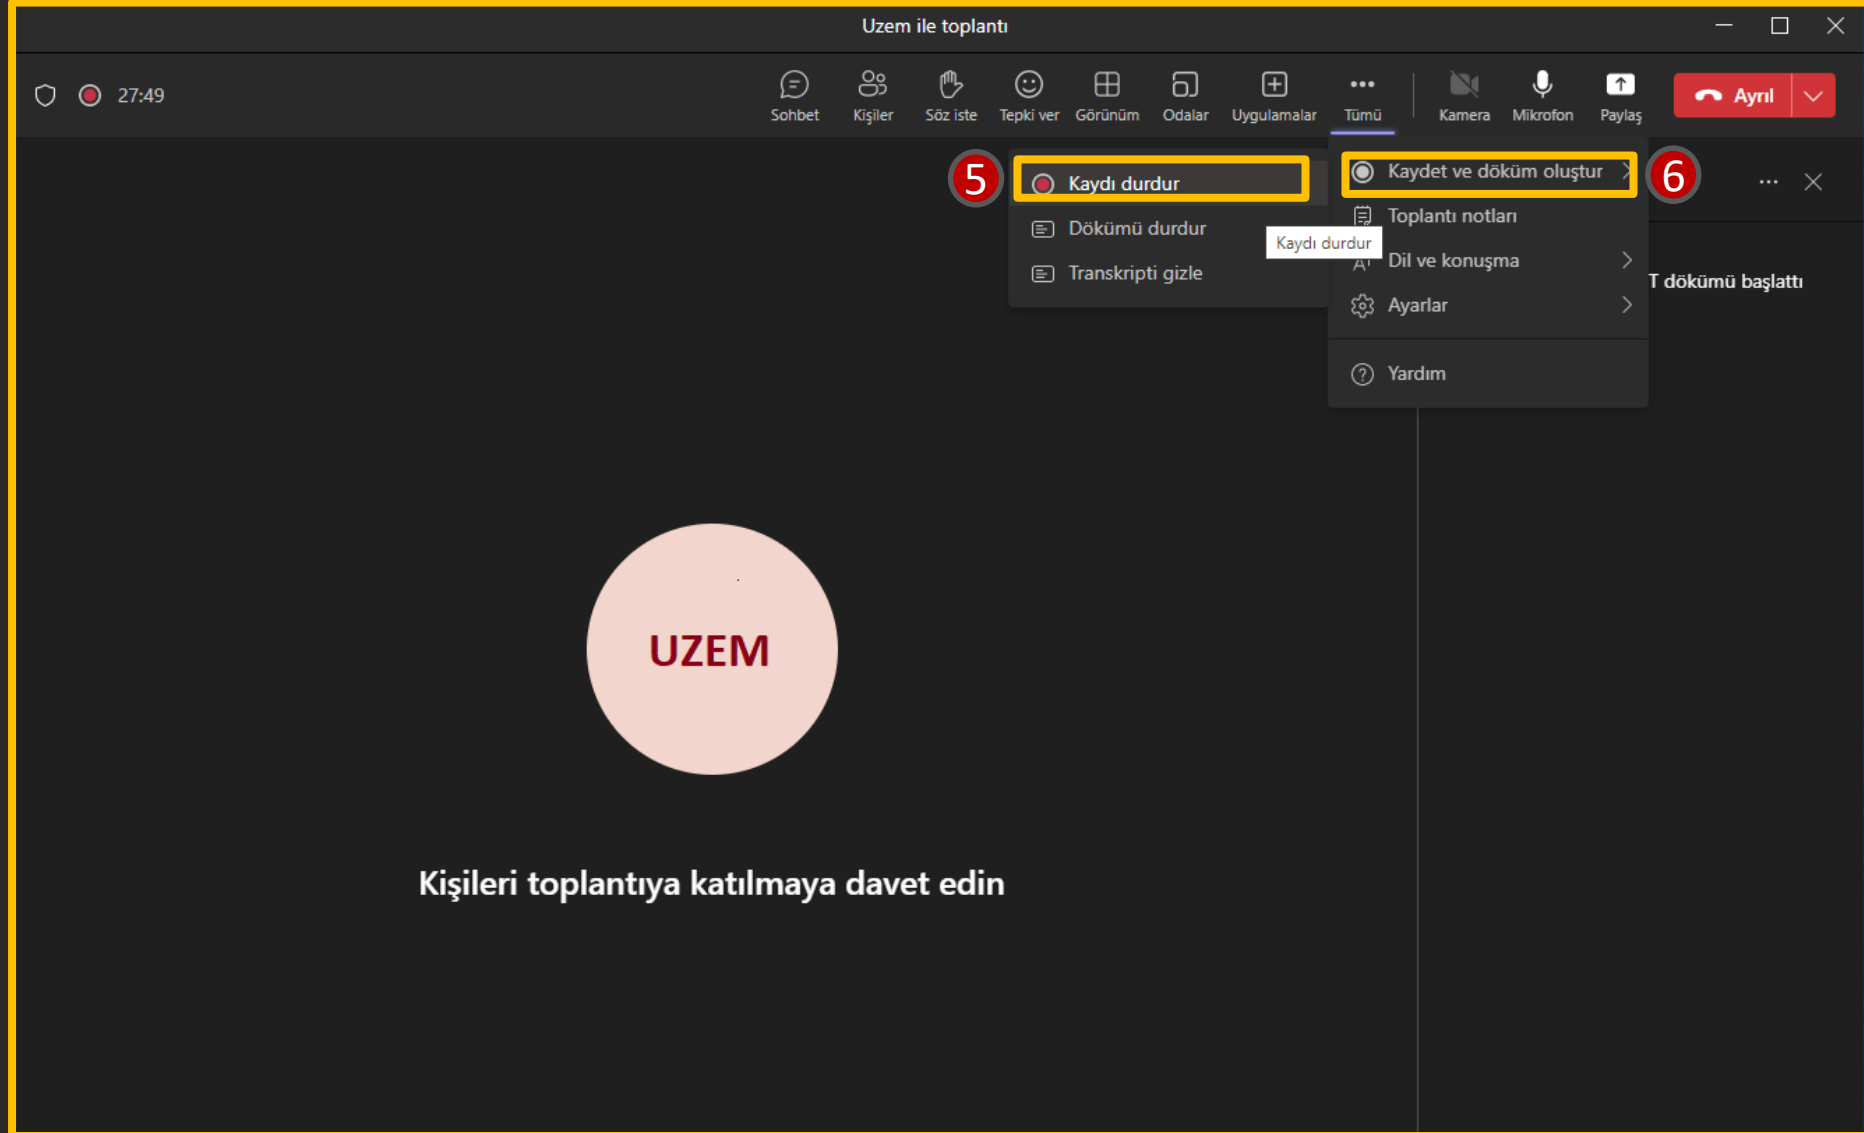 Uzem ile toplantı
27:49
Sohbet
Kişiler
Söz iste
Tepki ver
Görünüm
Odalar
Uygulamalar
Tümü
Kamera
Mikrofon
Paylaş
Ayrıl
5
Kaydı durdur
Dökümü durdur
Transkripti gizle
Kaydı durdur
Kaydet ve döküm oluştur
6
Toplantı notları
Dil ve konuşma
Ayarlar
Yardım
T dökümü başlattı
UZEM
Kişileri toplantıya katılmaya davet edin